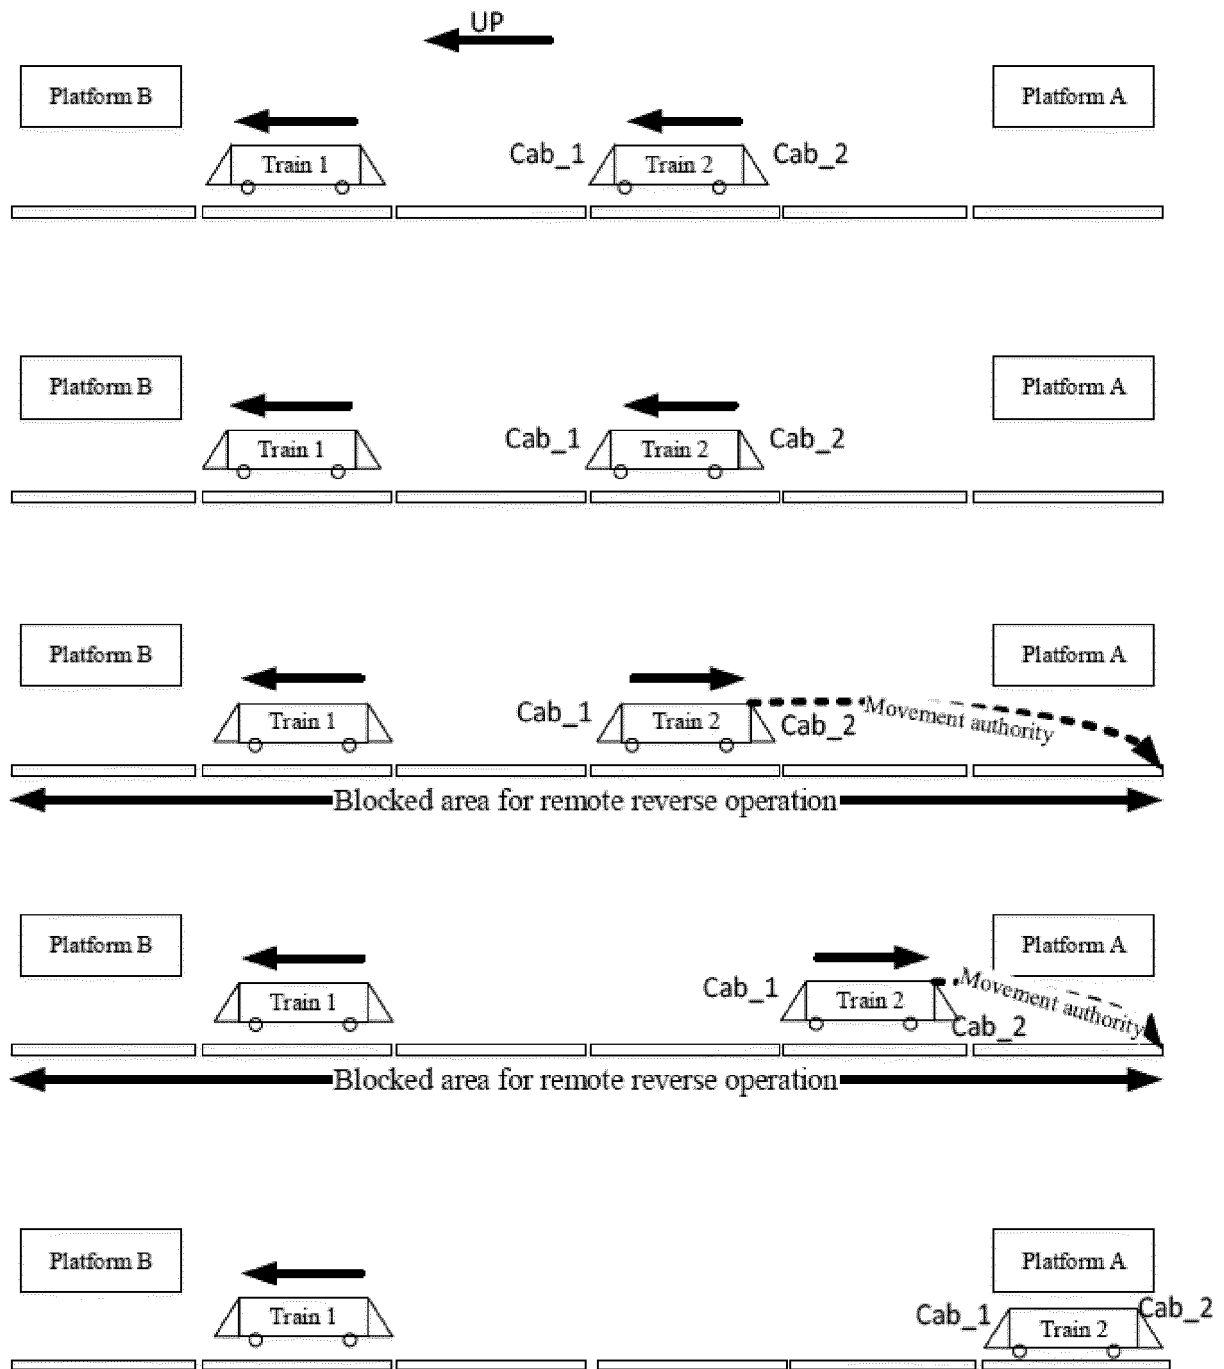 UP
Platform B
Platform A
Train 1
Cab_1
Train 2
Cab_2
Platform B
Platform A
Train 1
Cab_1
Train 2
Cab_2
Platform B
Platform A
Train 1
Cab_1
Train 2
Cab_2
Movement authority
Blocked area for remote reverse operation
Platform B
Platform A
Train 1
Cab_1
Train 2
Cab_2
Movement authority
Blocked area for remote reverse operation
Platform B
Platform A
Train 1
Cab_1
Train 2
Cab_2